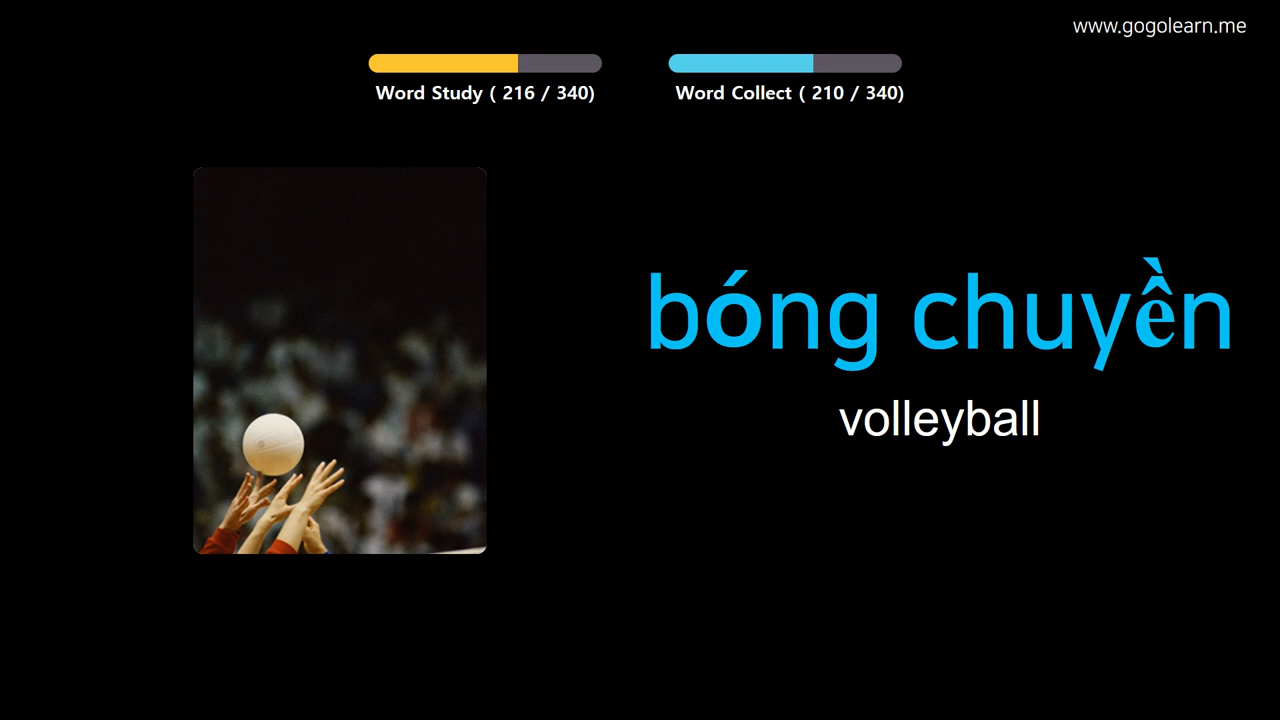 www.gogolearn.me
Word Study ( 216 / 340)
Word Collect ( 210 / 340)
bóng chuyền
volleyball